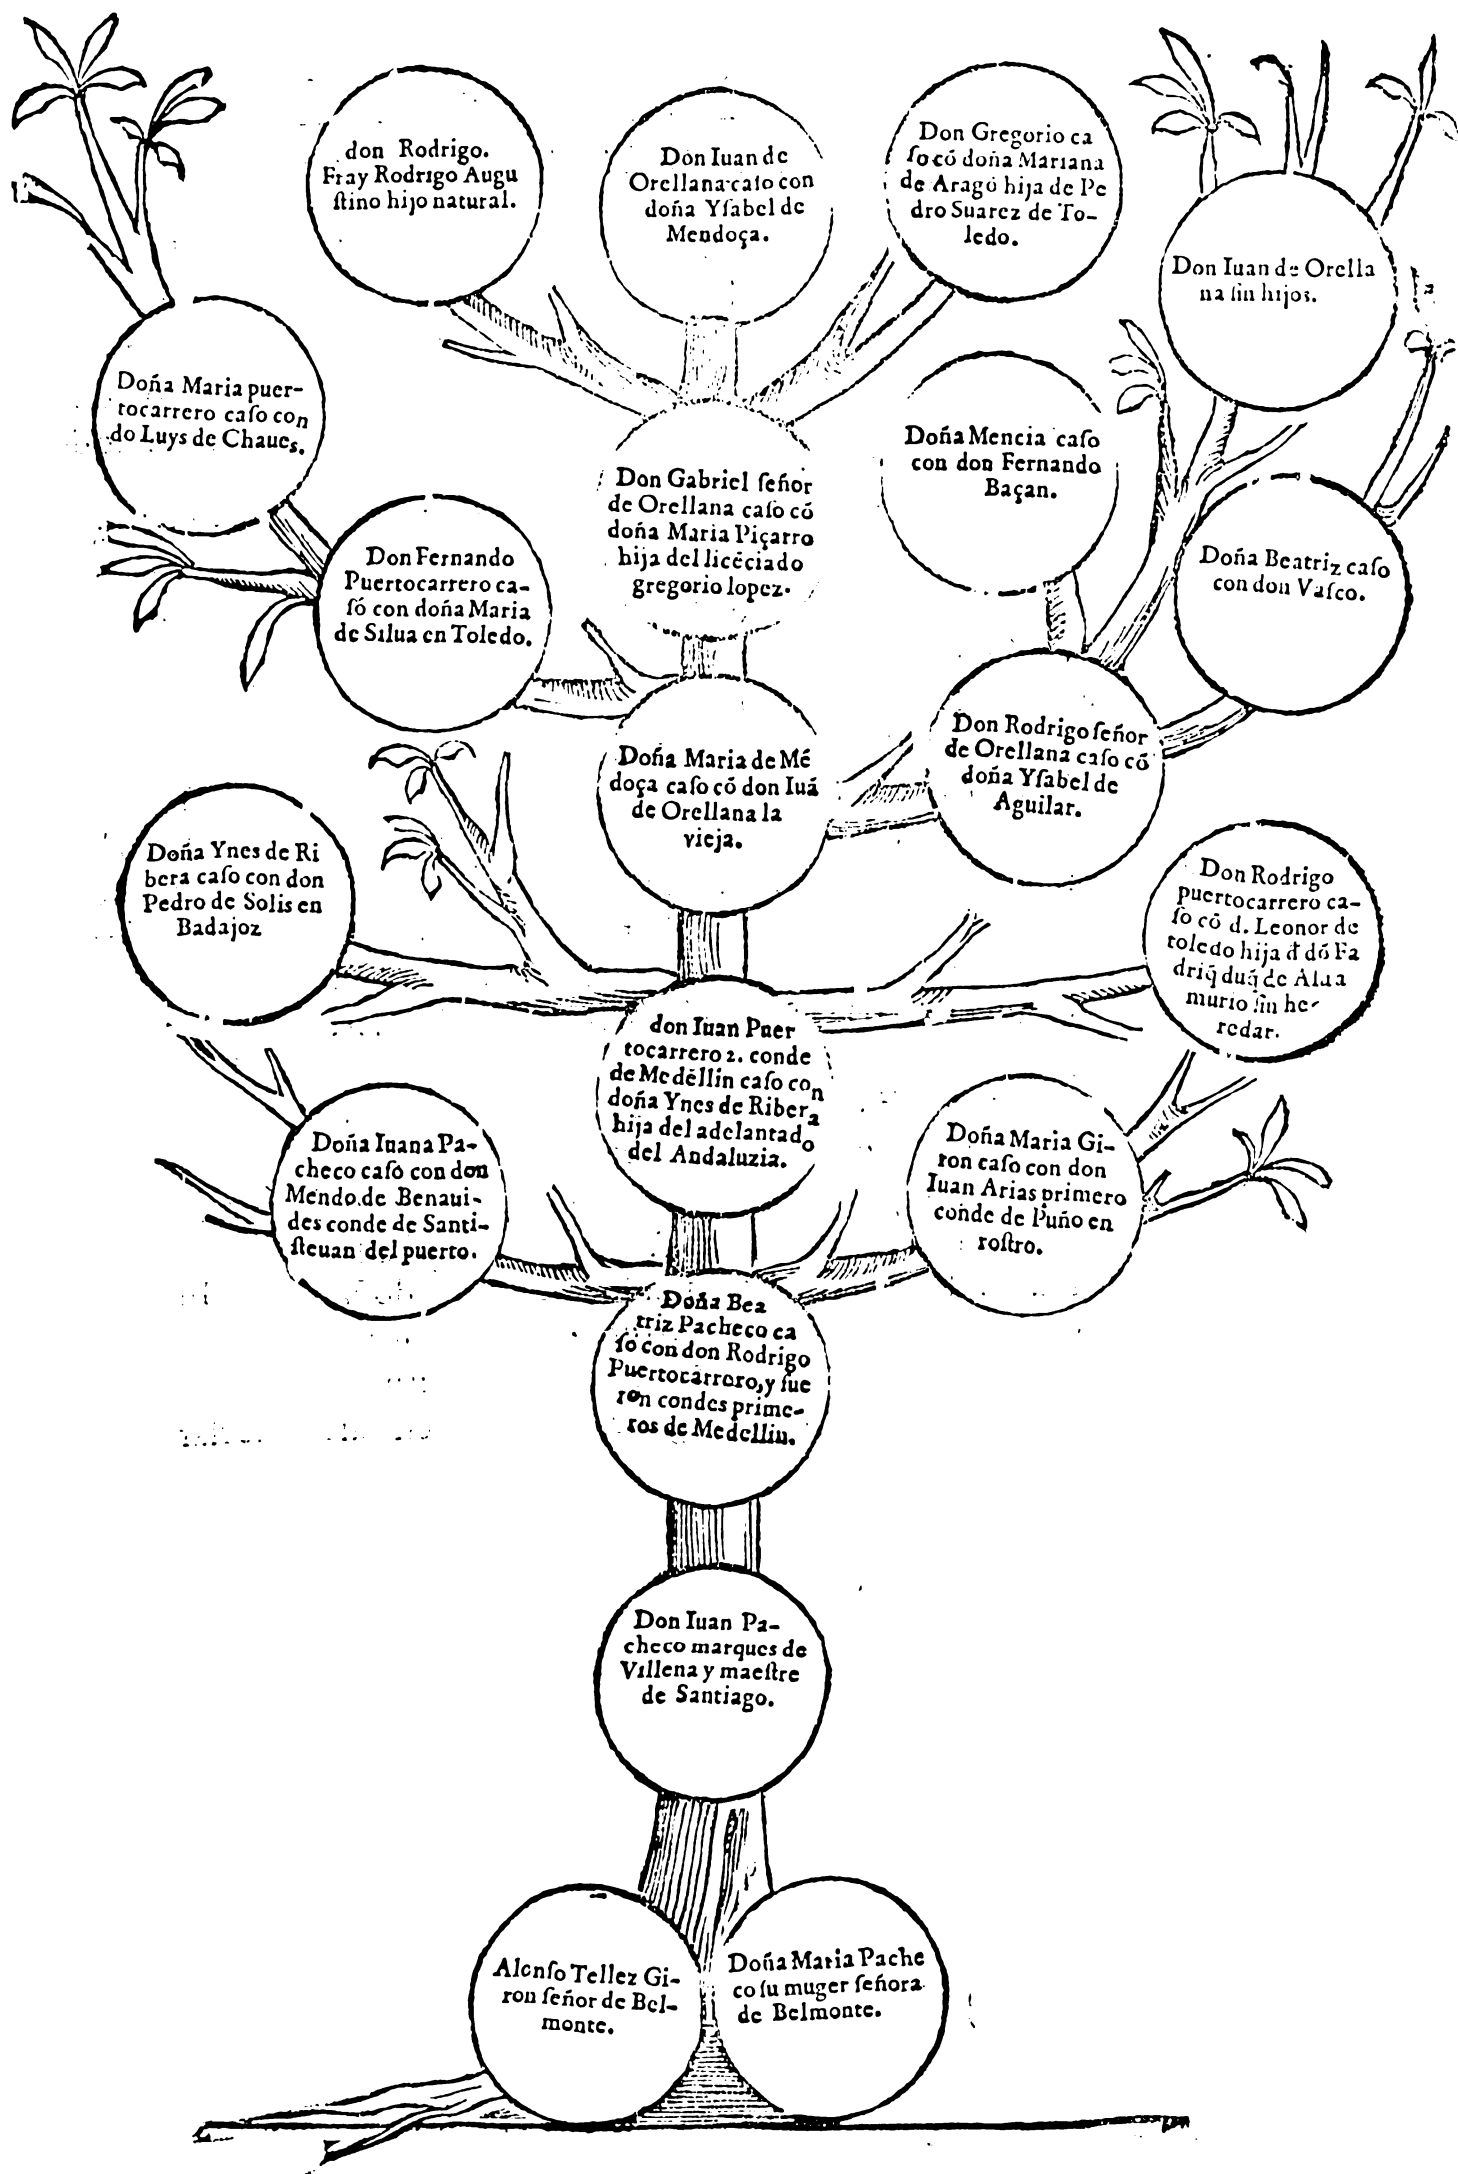 don Rodrigo.
Fray Rodrigo Augu
ſtino hijo natural.
Don Iuan de
Orellana caſo con
doña Yſabel de
Mendoça.
Don Gregorio ca
ſo cō doña Mariana
de Aragō hija de Pe
dro Suarez de To-
ledo.
Don Iuan de Orella
na ſin hijos.
Doña Maria puer-
tocarrero caſo con
do Luys de Chaues.
Don Gabriel ſeñor
de Orellana caſo cō
doña Maria Piçarro
hija del licēciado
gregorio lopez.
Doña Mencia caſo
con don Fernando
Baçan.
Don Fernando
Puertocarrero ca-
ſó con doña Maria
de Silua en Toledo.
Doña Beatriz caſo
con don Vaſco.
Doña Maria de Mē
doça caſo cō don Iuā
de Orellana la
vieja.
Don Rodrigo ſeñor
de Orellana caſo cō
doña Yſabel de
Aguilar.
Doña Ynes de Ri
bera caſo con don
Pedro de Solis en
Badajoz
Don Rodrigo
puertocarrero ca-
ſo cō d. Leonor de
toledo hija đ dō Fa
driq̄ duq̄ de Alua
murio ſin he-
redar.
don Iuan Puer
tocarrero 2. conde
de Medēllin caſo con
doña Ynes de Ribera
hija del adelantado
del Andaluzia.
Doña Iuana Pa-
checo caſo con don
Mendo de Benaui-
des conde de Santi-
ſteuan del puerto.
Doña Maria Gi-
ron caſo con don
Iuan Arias primero
conde de Puño en
roſtro.
Doña Bea
triz Pacheco ca
ſó con don Rodrigo
Puertocarrero, y fue
ron condes prime-
ros de Medellin.
Don Iuan Pa-
checo marques de
Villena y maeſtre
de Santiago.
Alonſo Tellez Gi-
ron ſeñor de Bel-
monte.
Doña Maria Pache
co ſu muger ſeñora
de Belmonte.